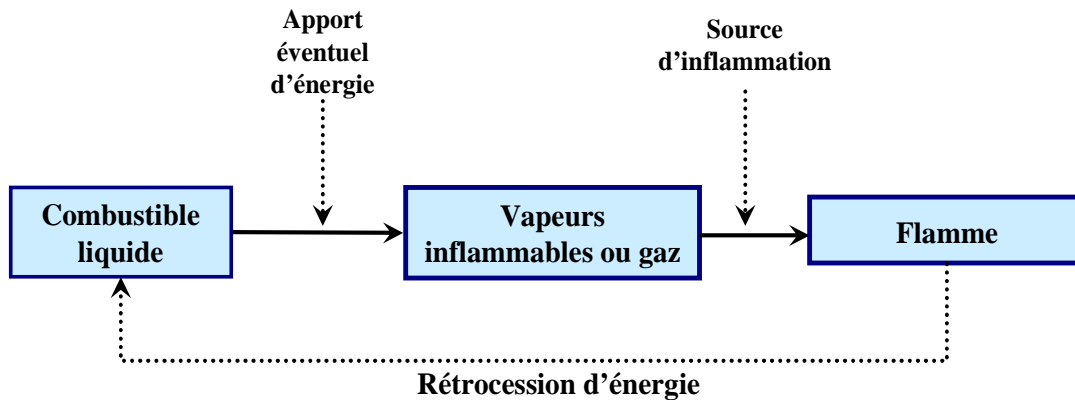 Apport
éventuel
d’énergie
Source
d’inflammation
Combustible
liquide
Vapeurs
inflammables ou gaz
Flamme
Rétrocession d’énergie